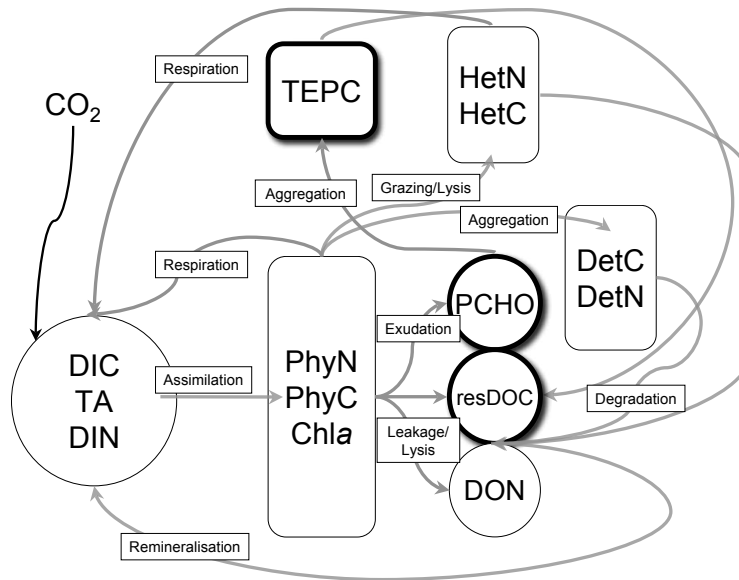 Respiration
TEPC
HetN
HetC
CO₂
Aggregation
Grazing/Lysis
Aggregation
Respiration
DetC
DetN
PCHO
Exudation
DIC
TA
DIN
Assimilation
PhyN
PhyC
Chla
resDOC
Degradation
Leakage/
Lysis
DON
Remineralisation